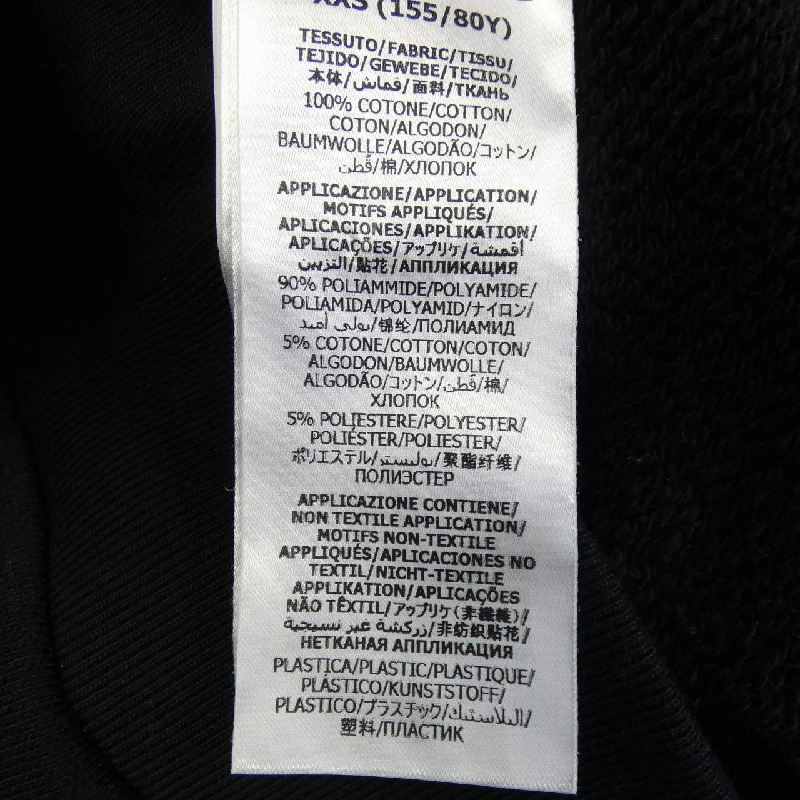 XXS (155/80Y)
TESSUTO/FABRIC/TISSU/
TEJIDO/GEWEBE/TECIDO/
本体/قماش/面料/ТКАНЬ
100% COTONE/COTTON/
COTON/ALGODON/
BAUMWOLLE/ALGODÃO/コットン/
قُطن/棉/ХЛОПОК
APPLICAZIONE/APPLICATION/
MOTIFS APPLIQUÉS/
APLICACIONES/APPLIKATION/
APLICAÇÕES/アップリケ/أقمشة
التزيين/贴花/АППЛИКАЦИЯ
90% POLIAMMIDE/POLYAMIDE/
POLIAMIDA/POLYAMID/ナイロン/
بولي أميد/锦纶/ПОЛИАМИД
5% COTONE/COTTON/COTON/
ALGODON/BAUMWOLLE/
ALGODÃO/コットン/قُطن/棉/
ХЛОПОК
5% POLIESTERE/POLYESTER/
POLIÉSTER/POLIESTER/
ポリエステル/بوليستر/聚酯纤维/
ПОЛИЭСТЕР
APPLICAZIONE CONTIENE/
NON TEXTILE APPLICATION/
MOTIFS NON-TEXTILE
APPLIQUÉS/APLICACIONES NO
TEXTIL/NICHT-TEXTILE
APPLIKATION/APLICAÇÕES
NÃO TÊXTIL/アップリケ(非繊維)/
زركشة غير نسيجية/非纺织贴花/
НЕТКАНАЯ АППЛИКАЦИЯ
PLASTICA/PLASTIC/PLASTIQUE/
PLÁSTICO/KUNSTSTOFF/
PLASTICO/プラスチック/البلاستيك/
塑料/ПЛАСТИК